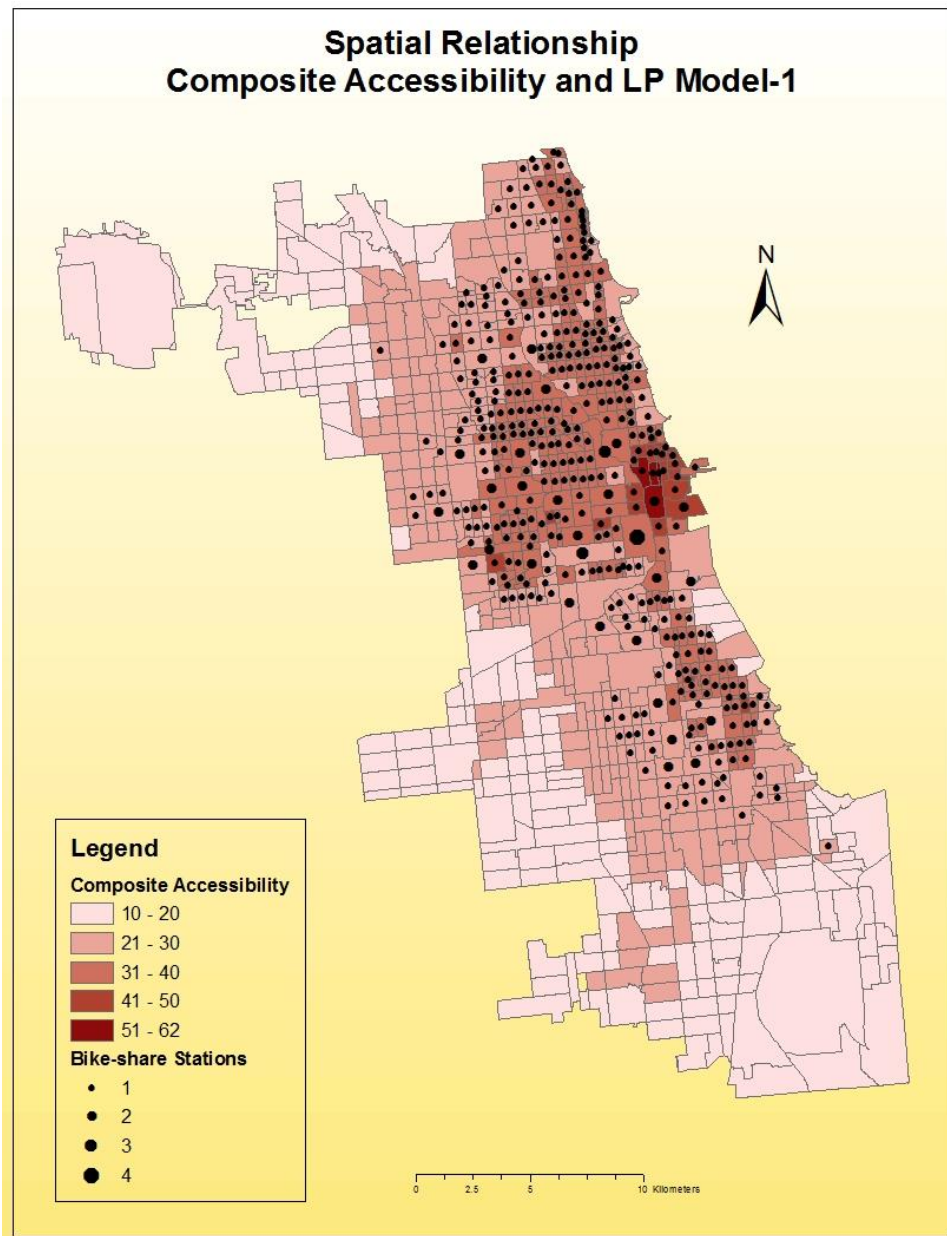 Spatial Relationship
Composite Accessibility and LP Model-1
N
Legend
Composite Accessibility
10 - 20
21 - 30
31 - 40
41 - 50
51 - 62
Bike-share Stations
1
2
3
4
0 2.5 5 10 Kilometers